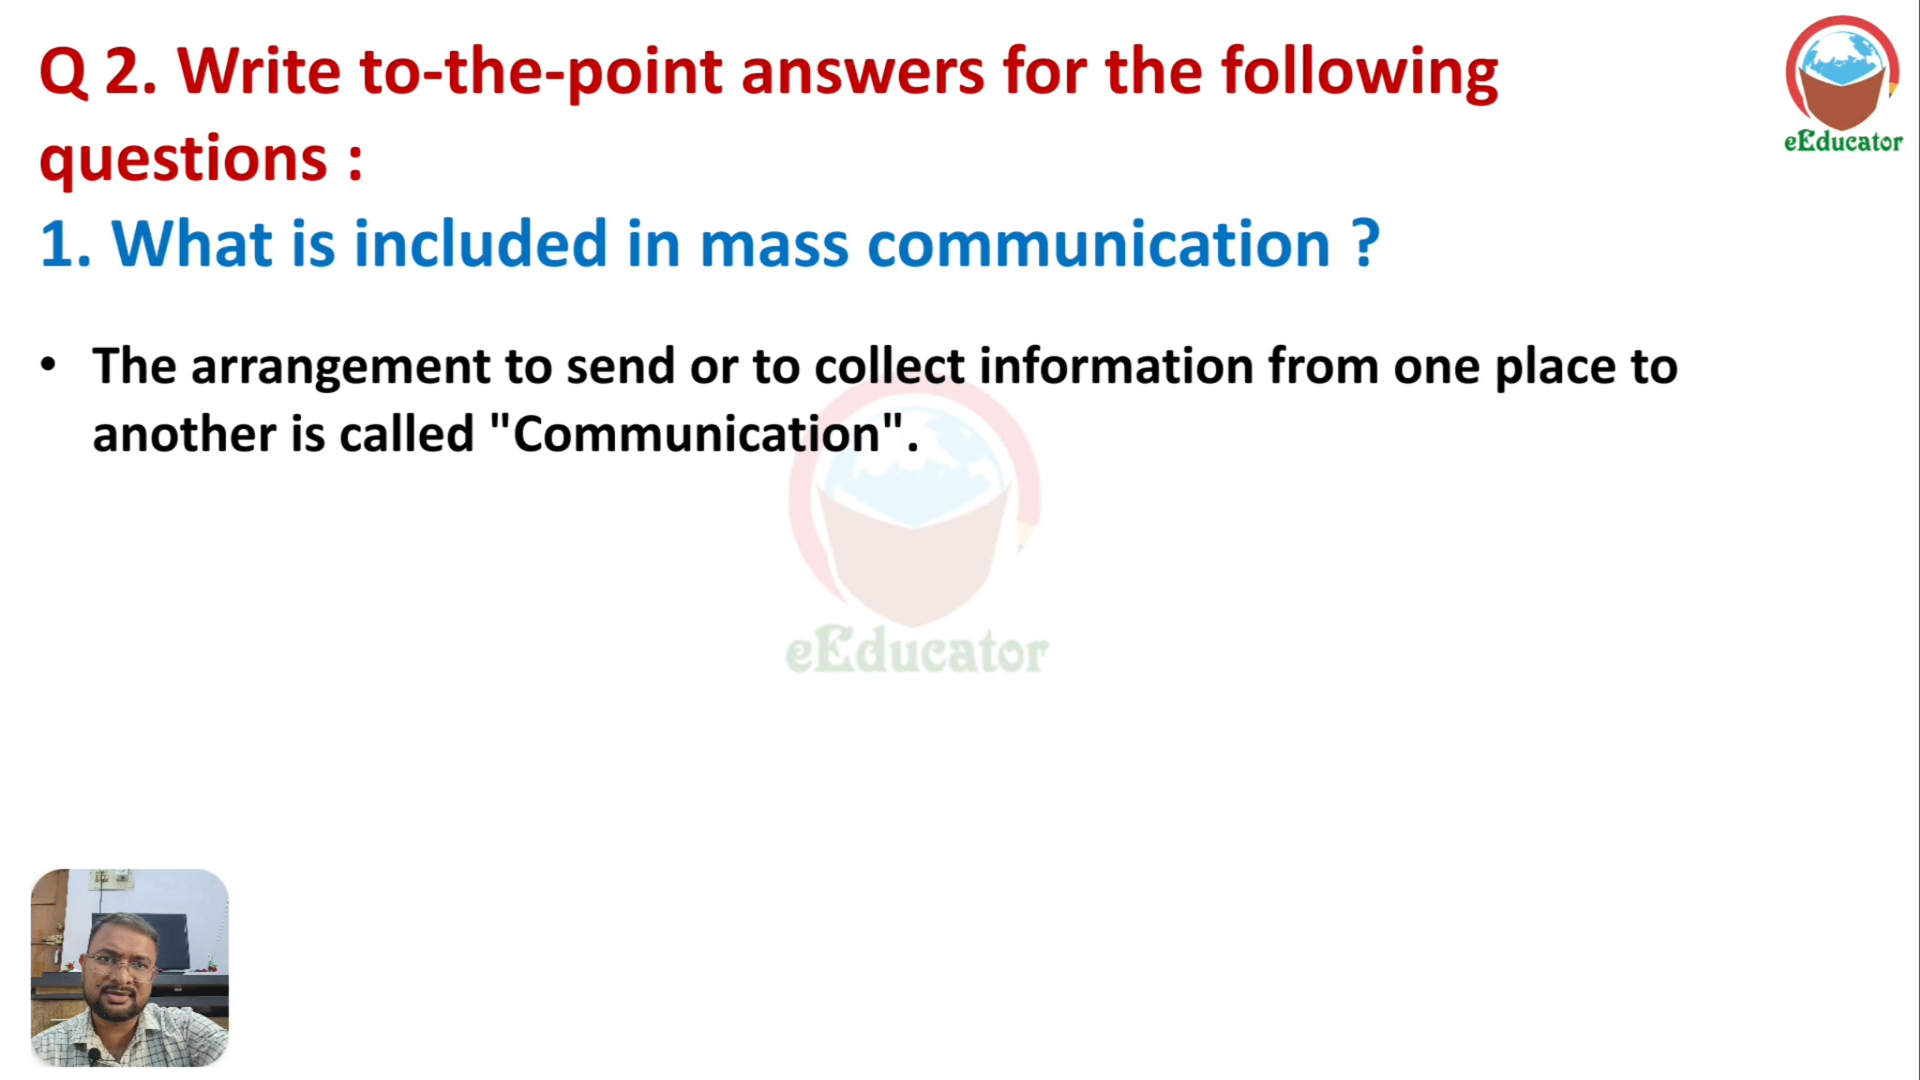 Q 2. Write to-the-point answers for the following
questions :
eEducator
1. What is included in mass communication ?
• The arrangement to send or to collect information from one place to
another is called "Communication".
eEducator